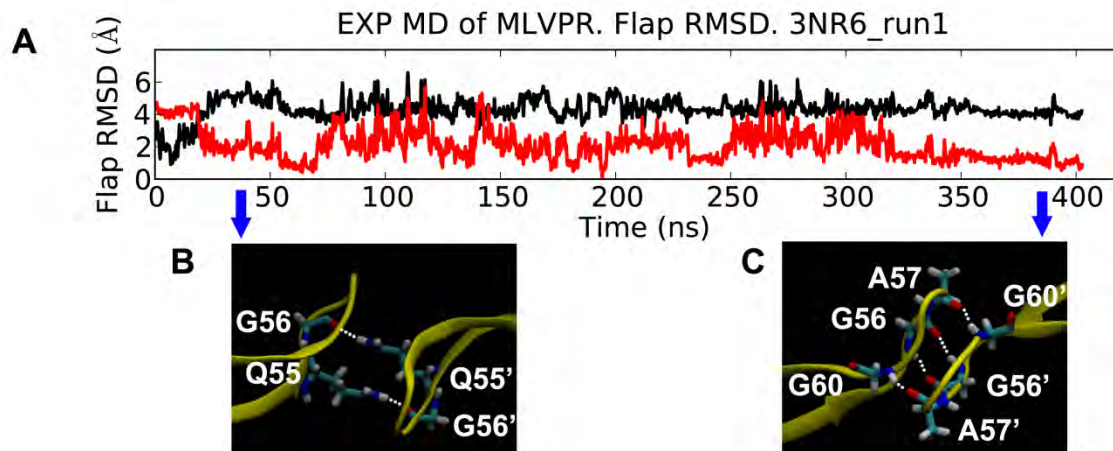 A
EXP MD of MLVPR. Flap RMSD. 3NR6_run1
Flap RMSD (Å)
6
4
2
0
0 50 100 150 200 250 300 350 400
Time (ns)
B
G56
Q55
Q55’
G56’
C
A57
G60’
G56
G60
G56’
A57’